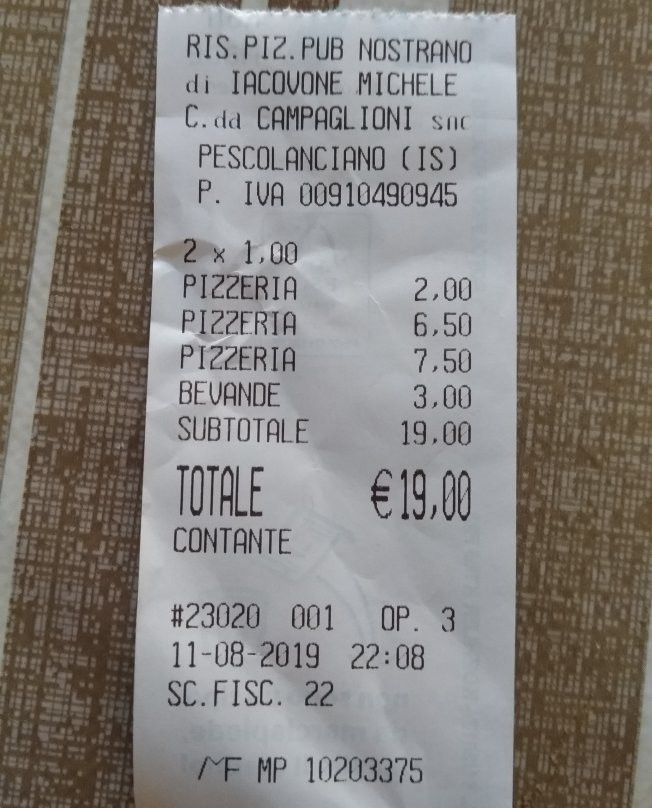 RIS.PIZ.PUB NOSTRANO
di IACOVONE MICHELE
C.da CAMPAGLIONI snc
PESCOLANCIANO (IS)
P. IVA 00910490945
2 x 1,00
PIZZERIA 2,00
PIZZERIA 6,50
PIZZERIA 7,50
BEVANDE 3,00
SUBTOTALE 19,00
TOTALE €19,00
CONTANTE
#23020 001 OP. 3
11-08-2019 22:08
SC.FISC. 22
MF MP 10203375